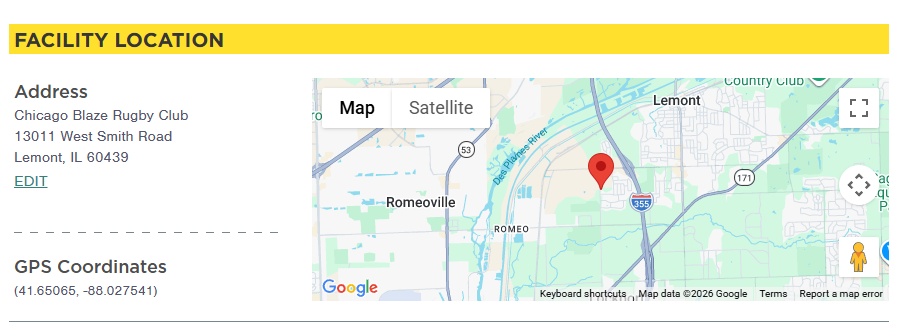 FACILITY LOCATION
Address
Chicago Blaze Rugby Club
13011 West Smith Road
Lemont, IL 60439
EDIT
GPS Coordinates
(41.65065, -88.027541)
Map
Satellite
Country Club
Lemont
53
Des Plaines River
171
Romeoville
355
ROMEO
Google
Keyboard shortcuts
Map data ©2026 Google
Terms
Report a map error